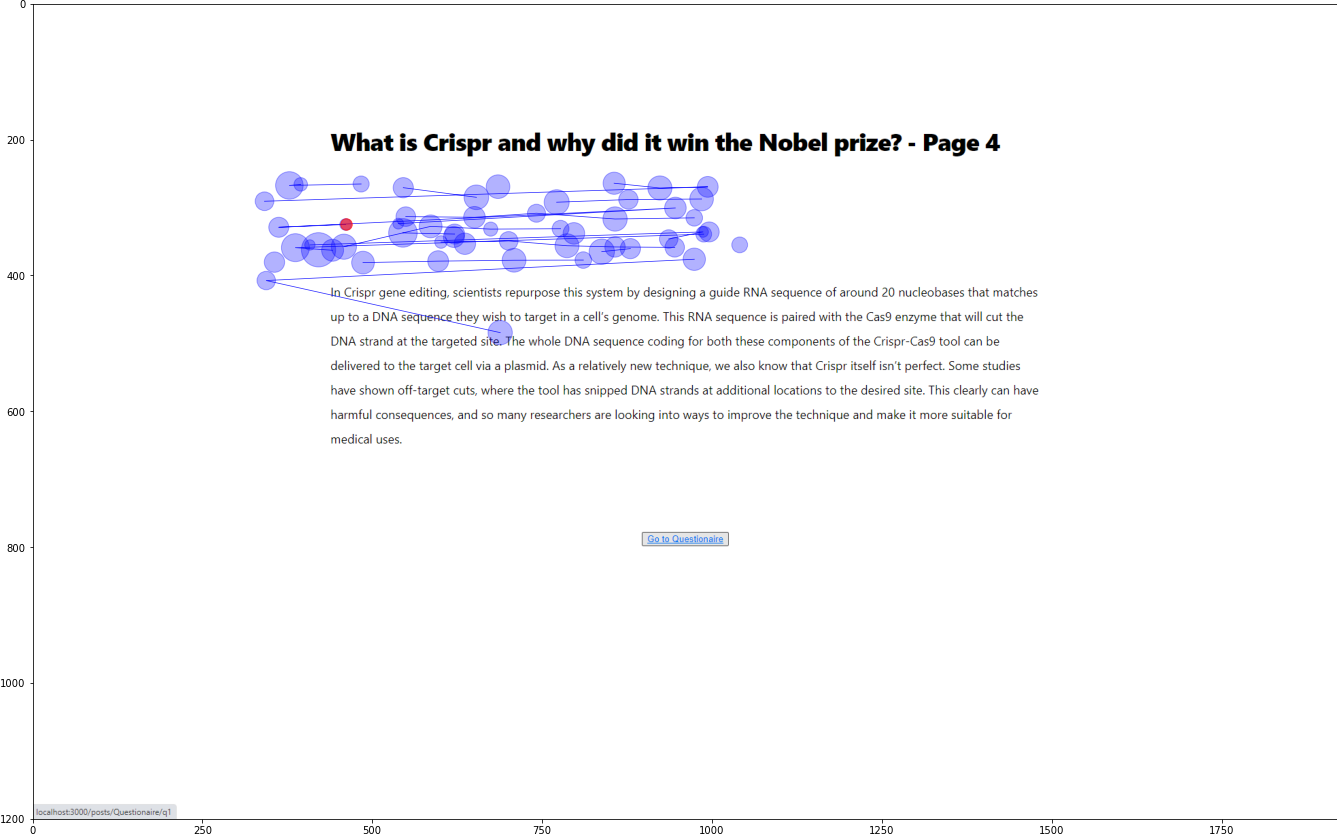 0
200
What is Crispr and why did it win the Nobel prize? - Page 4
400
In Crispr gene editing, scientists repurpose this system by designing a guide RNA sequence of around 20 nucleobases that matches
up to a DNA sequence they wish to target in a cell's genome. This RNA sequence is paired with the Cas9 enzyme that will cut the
DNA strand at the targeted site. The whole DNA sequence coding for both these components of the Crispr-Cas9 tool can be
delivered to the target cell via a plasmid. As a relatively new technique, we also know that Crispr itself isn't perfect. Some studies
have shown off-target cuts, where the tool has snipped DNA strands at additional locations to the desired site. This clearly can have
600
harmful consequences, and so many researchers are looking into ways to improve the technique and make it more suitable for
medical uses.
Go to Questionaire
800
1000
localhost:3000/posts/Questionaire/q1
1200
0 250 500 750 1000 1250 1500 1750